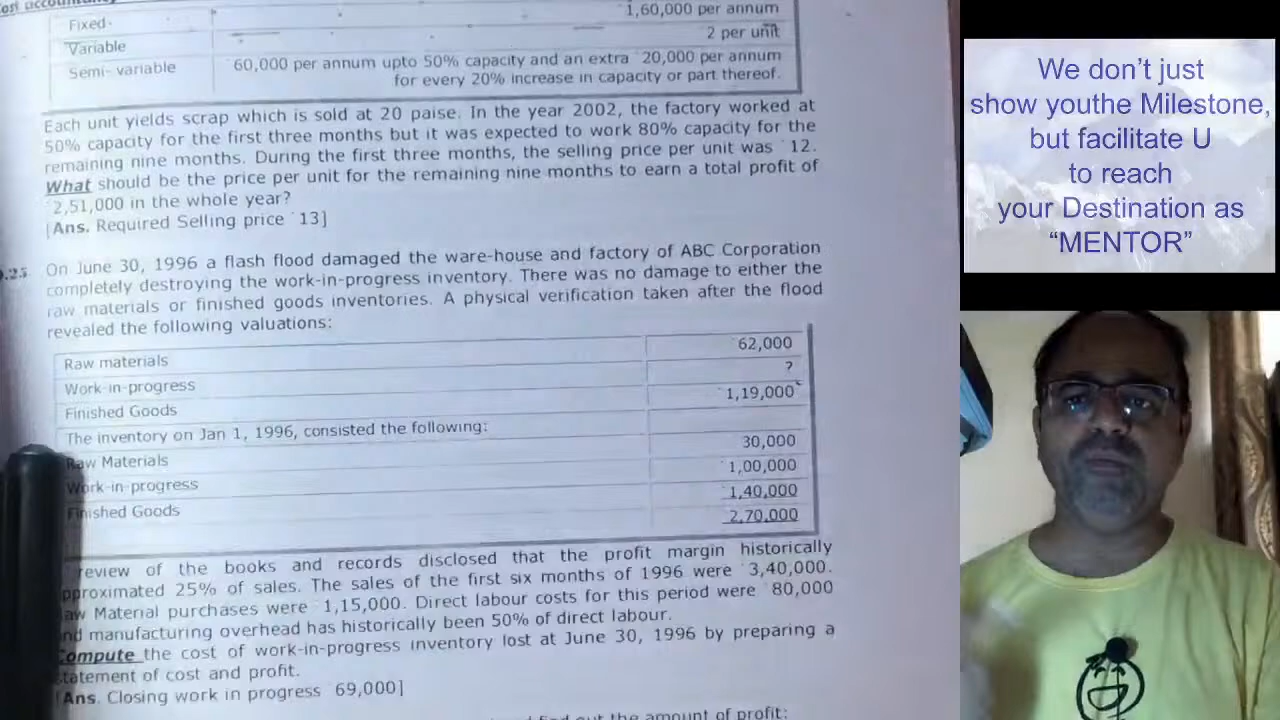 Fixed 1,60,000 per annum
Variable 2 per unit
Semi- variable 60,000 per annum upto 50% capacity and an extra `20,000 per annum
for every 20% increase in capacity or part thereof.
Each unit yields scrap which is sold at 20 paise. In the year 2002, the factory worked at
50% capacity for the first three months but it was expected to work 80% capacity for the
remaining nine months. During the first three months, the selling price per unit was `12.
What should be the price per unit for the remaining nine months to earn a total profit of
`2,51,000 in the whole year?
[Ans. Required Selling price `13]
.25 On June 30, 1996 a flash flood damaged the ware-house and factory of ABC Corporation
completely destroying the work-in-progress inventory. There was no damage to either the
raw materials or finished goods inventories. A physical verification taken after the flood
revealed the following valuations:
Raw materials 62,000
Work-in-progress ?
Finished Goods 1,19,000
The inventory on Jan 1, 1996, consisted the following:
Raw Materials 30,000
Work-in-progress 1,00,000
Finished Goods 1,40,000
2,70,000
review of the books and records disclosed that the profit margin historically
pproximated 25% of sales. The sales of the first six months of 1996 were `3,40,000.
aw Material purchases were `1,15,000. Direct labour costs for this period were `80,000
nd manufacturing overhead has historically been 50% of direct labour.
Compute the cost of work-in-progress inventory lost at June 30, 1996 by preparing a
tatement of cost and profit.
[Ans. Closing work in progress `69,000]
the amount of profit:
We don't just
show youthe Milestone,
but facilitate U
to reach
your Destination as
"MENTOR"